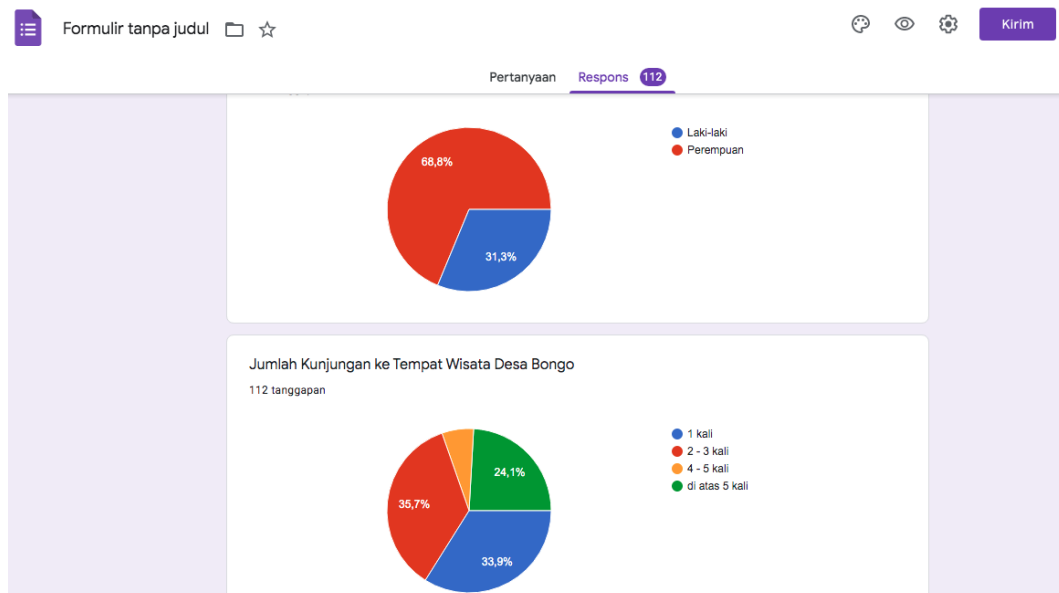 Formulir tanpa judul
Kirim
Pertanyaan Respons 112
68,8%
31,3%
Laki-laki
Perempuan
Jumlah Kunjungan ke Tempat Wisata Desa Bongo
112 tanggapan
24,1%
35,7%
33,9%
1 kali
2 - 3 kali
4 - 5 kali
di atas 5 kali